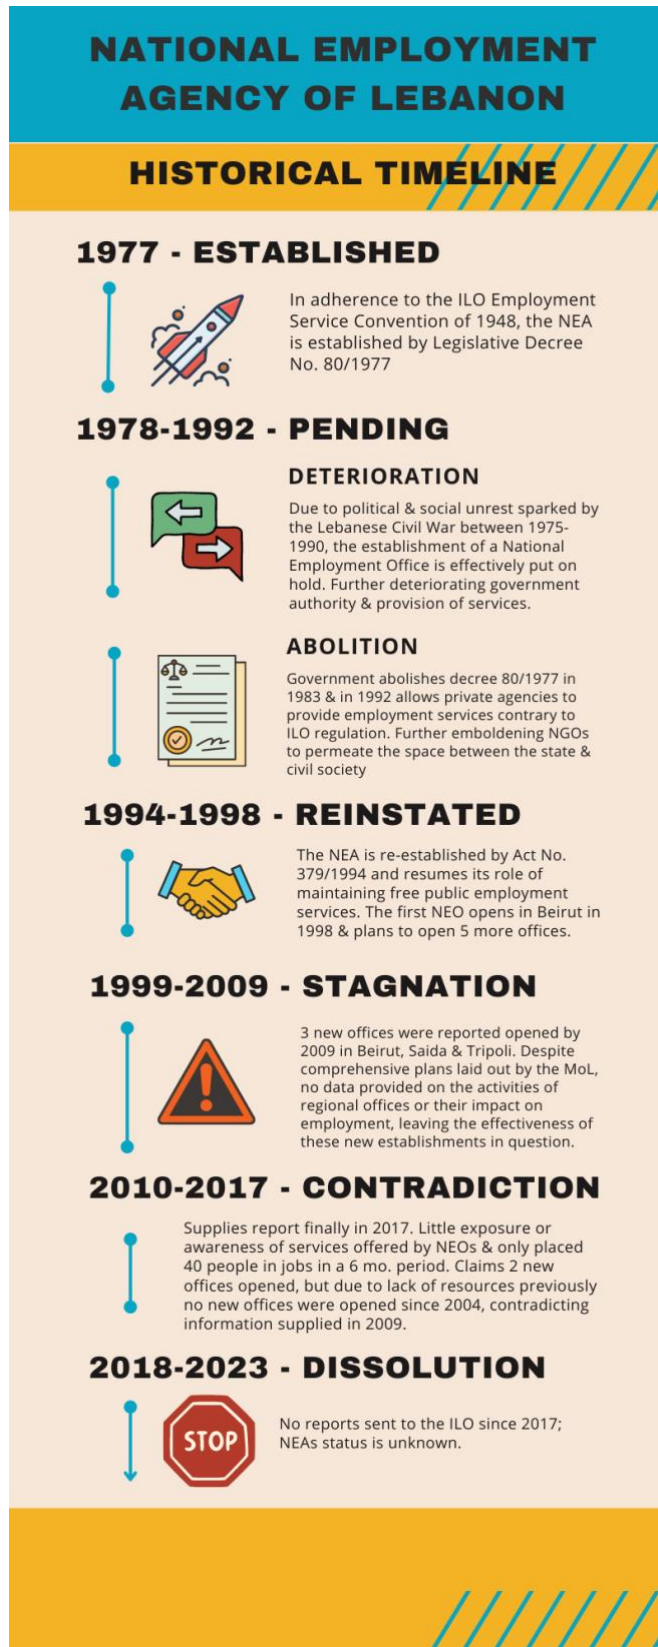 NATIONAL EMPLOYMENT
AGENCY OF LEBANON
HISTORICAL TIMELINE
1977 - ESTABLISHED
In adherence to the ILO Employment
Service Convention of 1948, the NEA
is established by Legislative Decree
No. 80/1977
1978-1992 - PENDING
DETERIORATION
Due to political & social unrest sparked by
the Lebanese Civil War between 1975-
1990, the establishment of a National
Employment Office is effectively put on
hold. Further deteriorating government
authority & provision of services.
ABOLITION
Government abolishes decree 80/1977 in
1983 & in 1992 allows private agencies to
provide employment services contrary to
ILO regulation. Further emboldening NGOs
to permeate the space between the state &
civil society
1994-1998 - REINSTATED
The NEA is re-established by Act No.
379/1994 and resumes its role of
maintaining free public employment
services. The first NEO opens in Beirut in
1998 & plans to open 5 more offices.
1999-2009 - STAGNATION
3 new offices were reported opened by
2009 in Beirut, Saida & Tripoli. Despite
comprehensive plans laid out by the MoL,
no data provided on the activities of
regional offices or their impact on
employment, leaving the effectiveness of
these new establishments in question.
2010-2017 - CONTRADICTION
Supplies report finally in 2017. Little exposure or
awareness of services offered by NEOs & only placed
40 people in jobs in a 6 mo. period. Claims 2 new
offices opened, but due to lack of resources previously
no new offices were opened since 2004, contradicting
information supplied in 2009.
2018-2023 - DISSOLUTION
STOP
No reports sent to the ILO since 2017;
NEAs status is unknown.